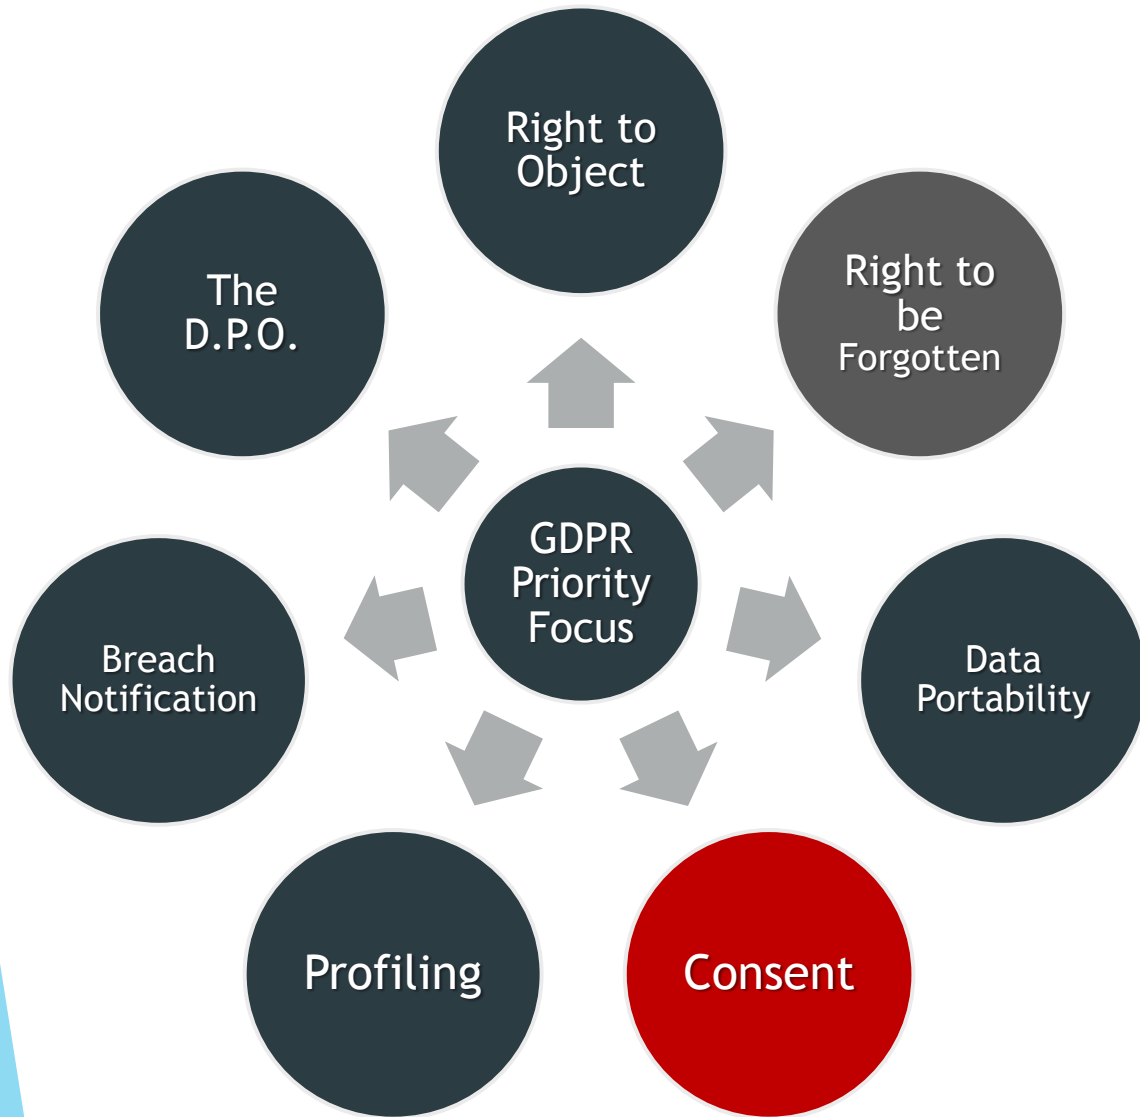 Right to
Object
Right to
be
Forgotten
Data
Portability
Consent
Profiling
Breach
Notification
The
D.P.O.
GDPR
Priority
Focus